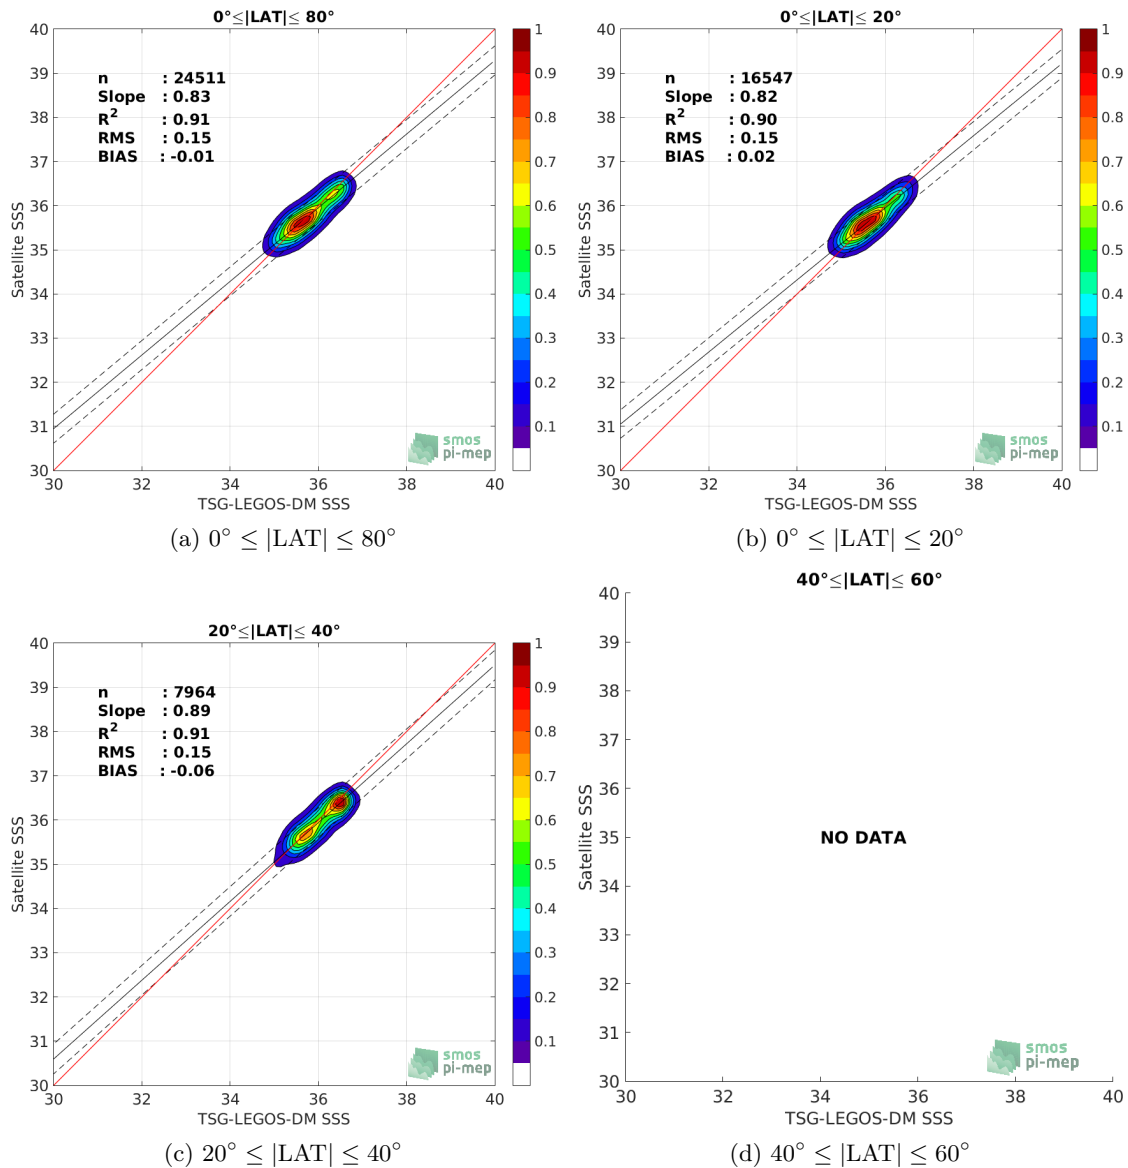 0°≤|LAT|≤ 80°
40
39
38
37
36
35
34
33
32
31
30
n : 24511
Slope : 0.83
R2 : 0.91
RMS : 0.15
BIAS : -0.01
Satellite SSS
30 32 34 36 38 40
TSG-LEGOS-DM SSS
1
0.9
0.8
0.7
0.6
0.5
0.4
0.3
0.2
0.1
smos
pi-mep
(a) 0° ≤ |LAT| ≤ 80°
0°≤|LAT|≤ 20°
40
39
38
37
36
35
34
33
32
31
30
n : 16547
Slope : 0.82
R2 : 0.90
RMS : 0.15
BIAS : 0.02
Satellite SSS
30 32 34 36 38 40
TSG-LEGOS-DM SSS
1
0.9
0.8
0.7
0.6
0.5
0.4
0.3
0.2
0.1
smos
pi-mep
(b) 0° ≤ |LAT| ≤ 20°
20°≤|LAT|≤ 40°
40
39
38
37
36
35
34
33
32
31
30
n : 7964
Slope : 0.89
R2 : 0.91
RMS : 0.15
BIAS : -0.06
Satellite SSS
30 32 34 36 38 40
TSG-LEGOS-DM SSS
1
0.9
0.8
0.7
0.6
0.5
0.4
0.3
0.2
0.1
smos
pi-mep
(c) 20° ≤ |LAT| ≤ 40°
40°≤|LAT|≤ 60°
40
39
38
37
36
35
34
33
32
31
30
NO DATA
Satellite SSS
30 32 34 36 38 40
TSG-LEGOS-DM SSS
smos
pi-mep
(d) 40° ≤ |LAT| ≤ 60°